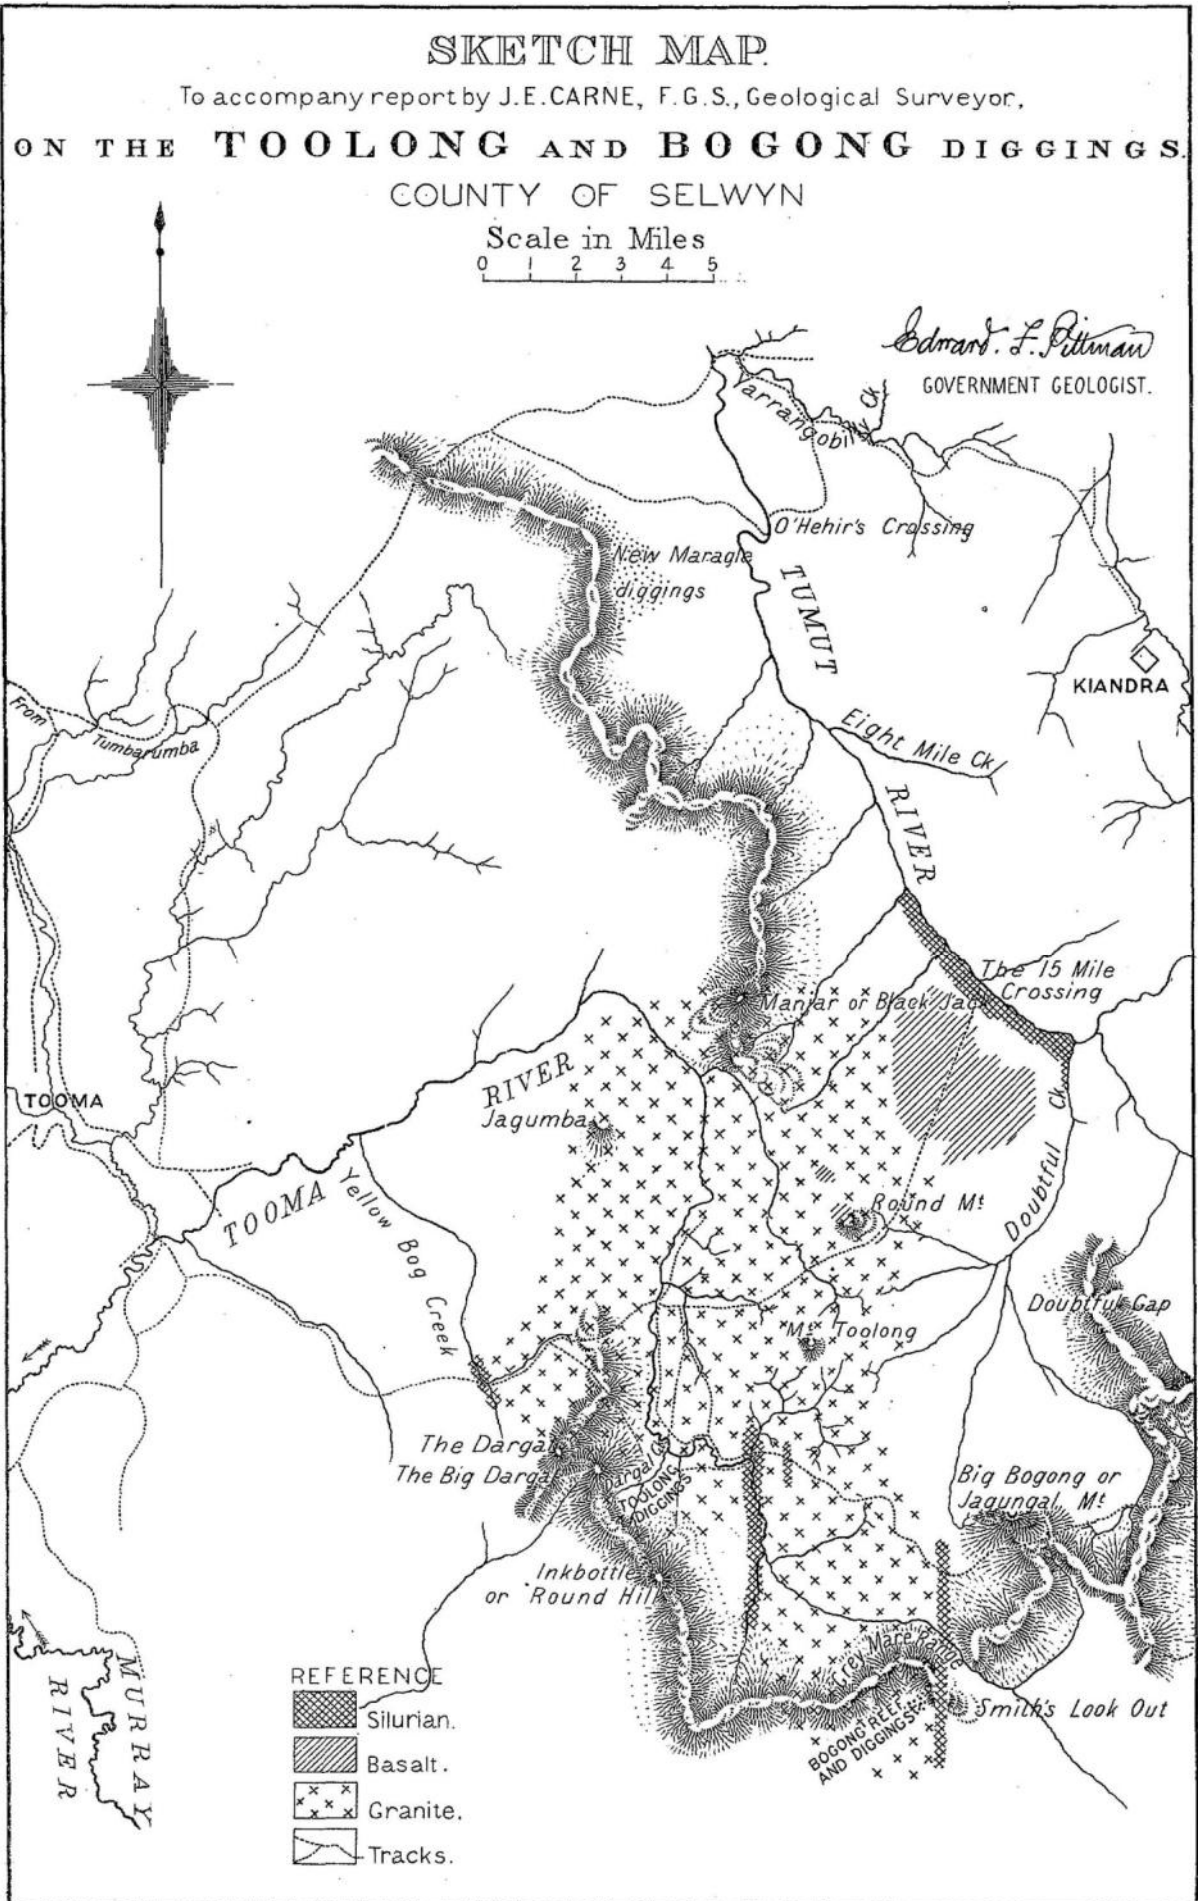 SKETCH MAP.
To accompany report by J.E.CARNE, F.G.S., Geological Surveyor,
ON THE TOOLONG AND BOGONG DIGGINGS.
COUNTY OF SELWYN
Scale in Miles
0 1 2 3 4 5
Edward. F. Pittman
GOVERNMENT GEOLOGIST.
Yarrangobilly Ck
O'Hehir's Crossing
New Maragle
diggings
TUMUT
KIANDRA
From
Tumbarumba
Eight Mile Ck
RIVER
The 15 Mile
Crossing
Manjar or Black Jack
RIVER
Jagumba
TOOMA
Ck
Doubtful
TOOMA
Yellow Bog Creek
Round Mt
Doubtful Gap
Mt Toolong
The Dargal
The Big Dargal
Dargal Ck
TOOLONG
DIGGINGS
Big Bogong or
Jagungal Mt
Inkbottle
or Round Hill
Grey Mare Range
Smith's Look Out
BOGONG REEF
AND DIGGINGS
MURRAY
RIVER
REFERENCE
Silurian.
Basalt.
Granite.
Tracks.